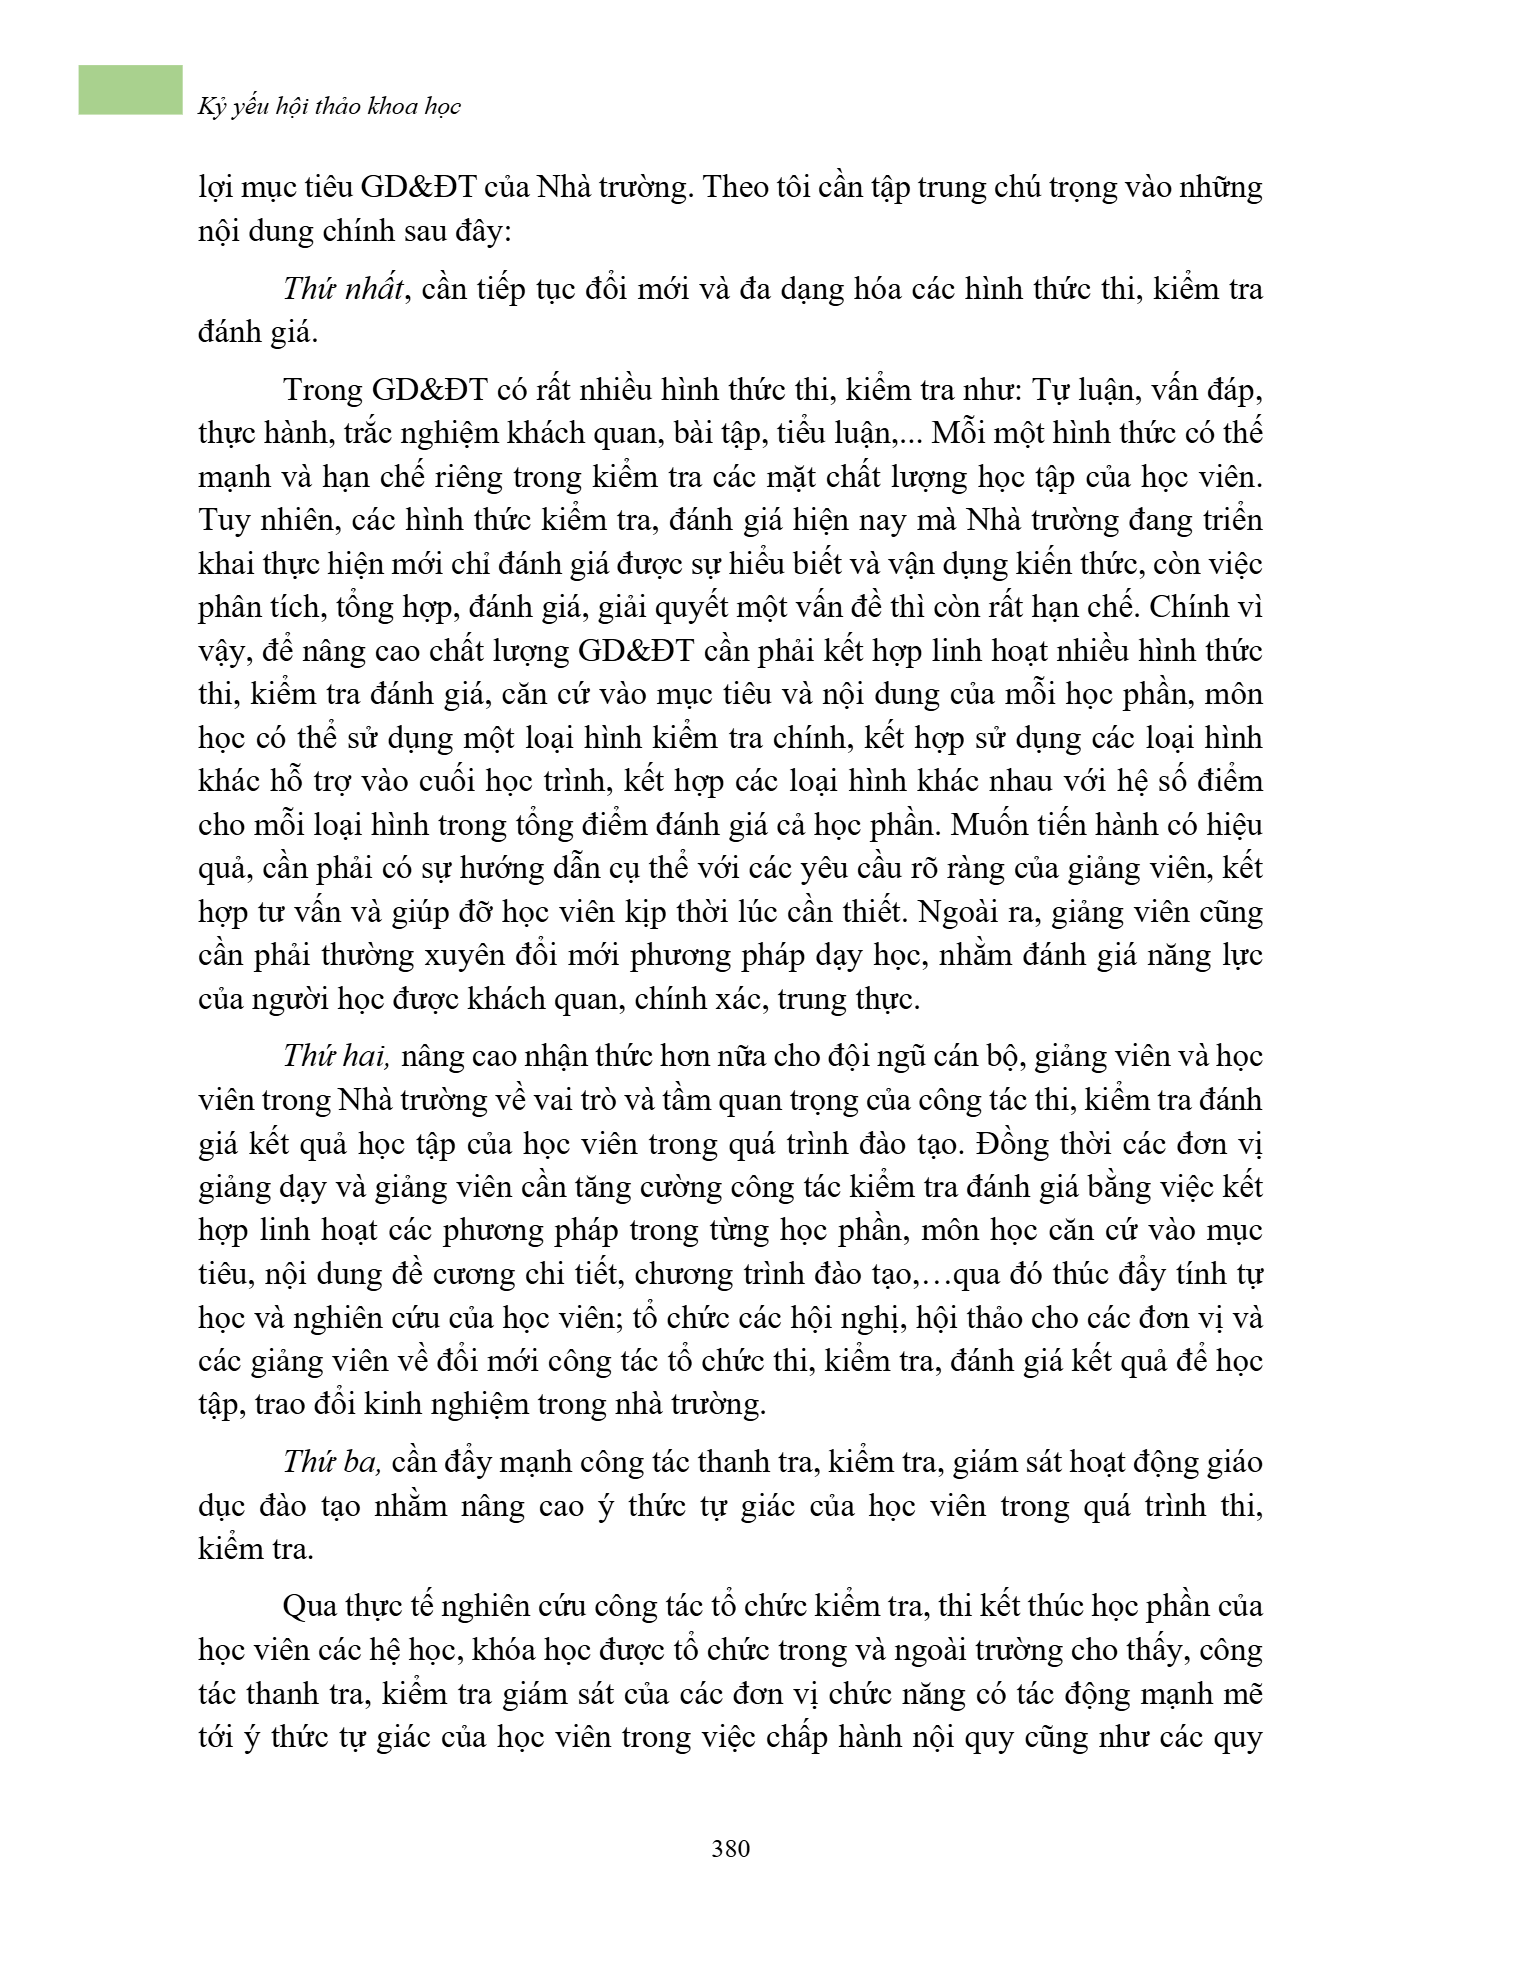 Kỷ yếu hội thảo khoa học
lợi mục tiêu GD&ĐT của Nhà trường. Theo tôi cần tập trung chú trọng vào những
nội dung chính sau đây:
Thứ nhất, cần tiếp tục đổi mới và đa dạng hóa các hình thức thi, kiểm tra
đánh giá.
Trong GD&ĐT có rất nhiều hình thức thi, kiểm tra như: Tự luận, vấn đáp,
thực hành, trắc nghiệm khách quan, bài tập, tiểu luận,... Mỗi một hình thức có thế
mạnh và hạn chế riêng trong kiểm tra các mặt chất lượng học tập của học viên.
Tuy nhiên, các hình thức kiểm tra, đánh giá hiện nay mà Nhà trường đang triển
khai thực hiện mới chỉ đánh giá được sự hiểu biết và vận dụng kiến thức, còn việc
phân tích, tổng hợp, đánh giá, giải quyết một vấn đề thì còn rất hạn chế. Chính vì
vậy, để nâng cao chất lượng GD&ĐT cần phải kết hợp linh hoạt nhiều hình thức
thi, kiểm tra đánh giá, căn cứ vào mục tiêu và nội dung của mỗi học phần, môn
học có thể sử dụng một loại hình kiểm tra chính, kết hợp sử dụng các loại hình
khác hỗ trợ vào cuối học trình, kết hợp các loại hình khác nhau với hệ số điểm
cho mỗi loại hình trong tổng điểm đánh giá cả học phần. Muốn tiến hành có hiệu
quả, cần phải có sự hướng dẫn cụ thể với các yêu cầu rõ ràng của giảng viên, kết
hợp tư vấn và giúp đỡ học viên kịp thời lúc cần thiết. Ngoài ra, giảng viên cũng
cần phải thường xuyên đổi mới phương pháp dạy học, nhằm đánh giá năng lực
của người học được khách quan, chính xác, trung thực.
Thứ hai, nâng cao nhận thức hơn nữa cho đội ngũ cán bộ, giảng viên và học
viên trong Nhà trường về vai trò và tầm quan trọng của công tác thi, kiểm tra đánh
giá kết quả học tập của học viên trong quá trình đào tạo. Đồng thời các đơn vị
giảng dạy và giảng viên cần tăng cường công tác kiểm tra đánh giá bằng việc kết
hợp linh hoạt các phương pháp trong từng học phần, môn học căn cứ vào mục
tiêu, nội dung đề cương chi tiết, chương trình đào tạo,…qua đó thúc đẩy tính tự
học và nghiên cứu của học viên; tổ chức các hội nghị, hội thảo cho các đơn vị và
các giảng viên về đổi mới công tác tổ chức thi, kiểm tra, đánh giá kết quả để học
tập, trao đổi kinh nghiệm trong nhà trường.
Thứ ba, cần đẩy mạnh công tác thanh tra, kiểm tra, giám sát hoạt động giáo
dục đào tạo nhằm nâng cao ý thức tự giác của học viên trong quá trình thi,
kiểm tra.
Qua thực tế nghiên cứu công tác tổ chức kiểm tra, thi kết thúc học phần của
học viên các hệ học, khóa học được tổ chức trong và ngoài trường cho thấy, công
tác thanh tra, kiểm tra giám sát của các đơn vị chức năng có tác động mạnh mẽ
tới ý thức tự giác của học viên trong việc chấp hành nội quy cũng như các quy
380